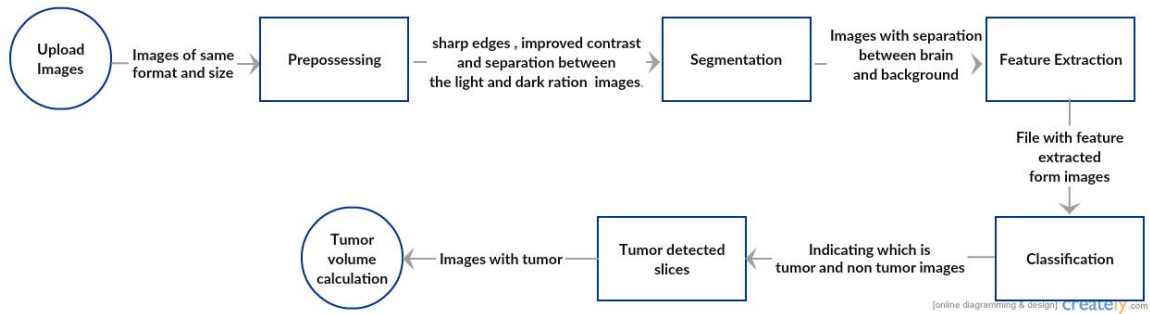 Upload
Images
Images of same
format and size
Prepossessing
sharp edges , improved contrast
and separation between
the light and dark ration images.
Segmentation
Images with separation
between brain
and background
Feature Extraction
File with feature
extracted
form images
Classification
Indicating which is
tumor and non tumor images
Tumor detected
slices
Images with tumor
Tumor
volume
calculation
[online diagramming & design] creately.com